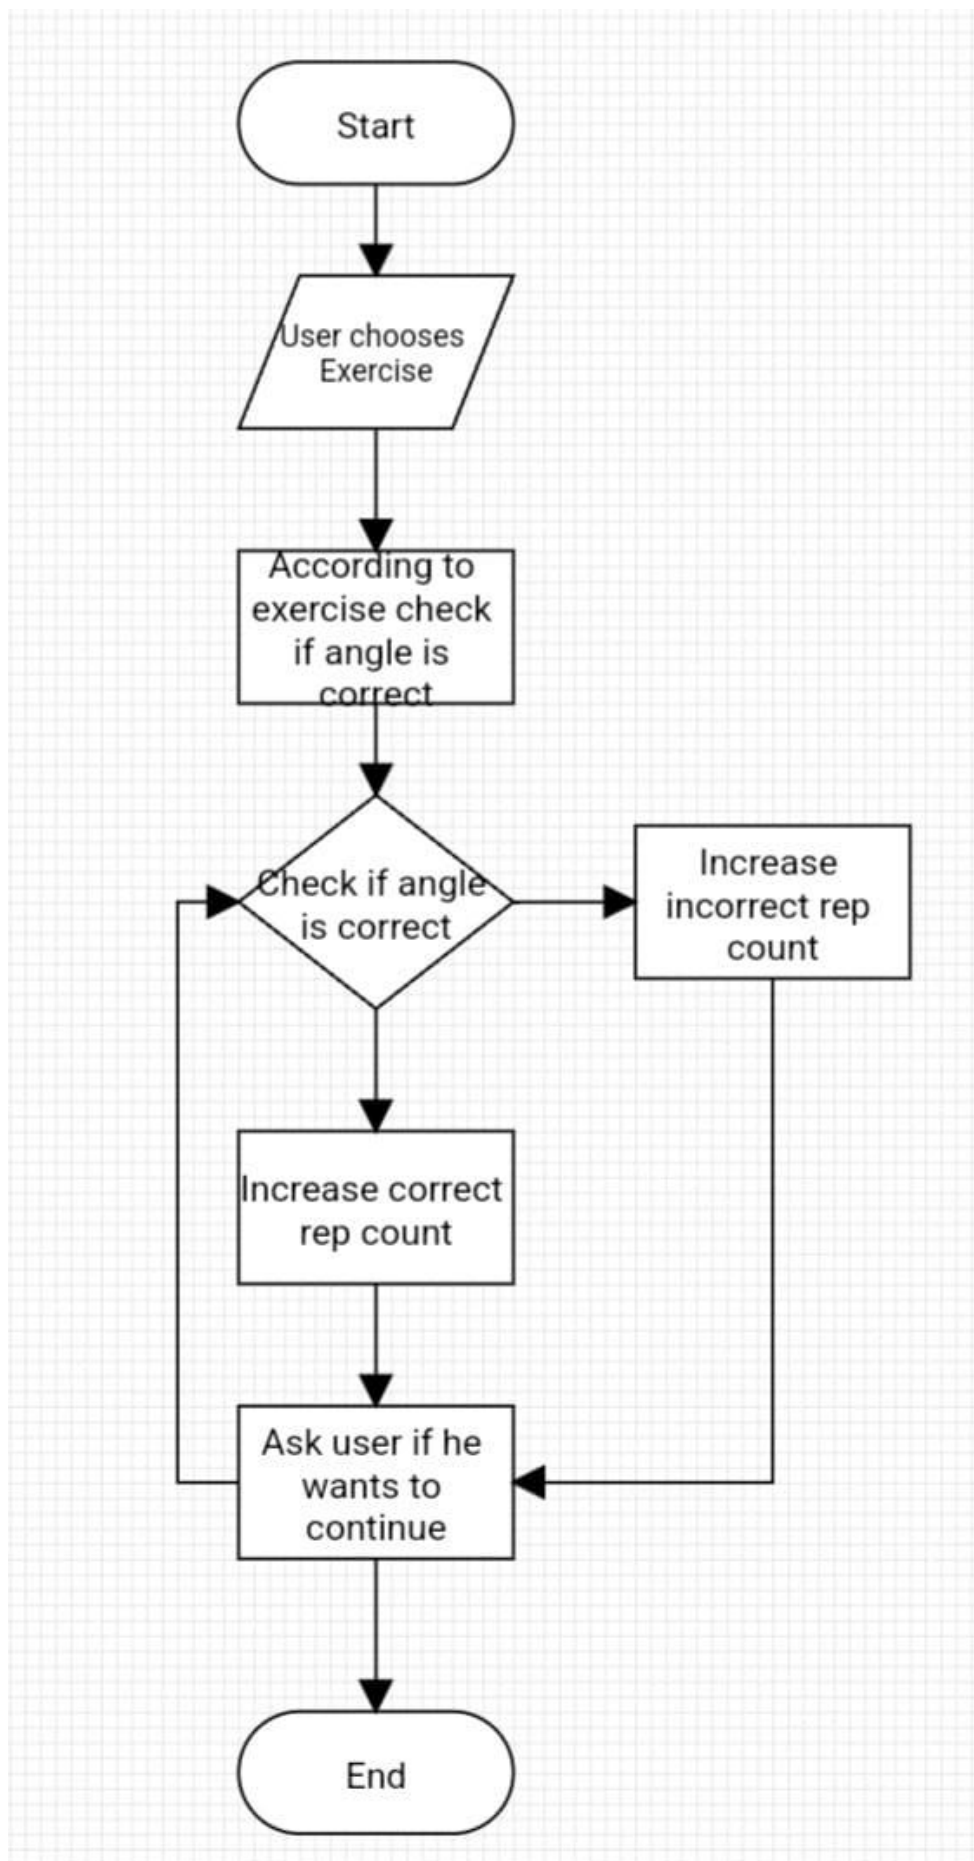 Start
User chooses
Exercise
According to
exercise check
if angle is
correct
Check if angle
is correct
Increase
incorrect rep
count
Increase correct
rep count
Ask user if he
wants to
continue
End